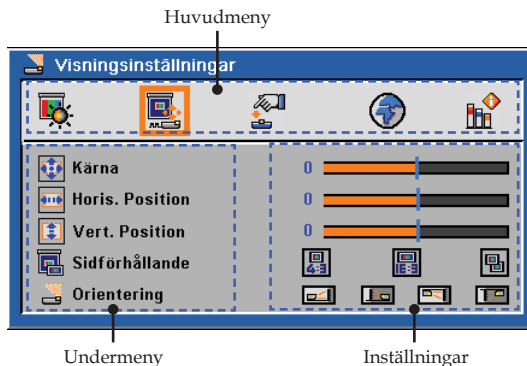 Huvudmeny
Visningsinställningar
Kärna 0
Horis. Position 0
Vert. Position 0
Sidförhållande 4:3 16:9
Orientering
Undermeny Inställningar